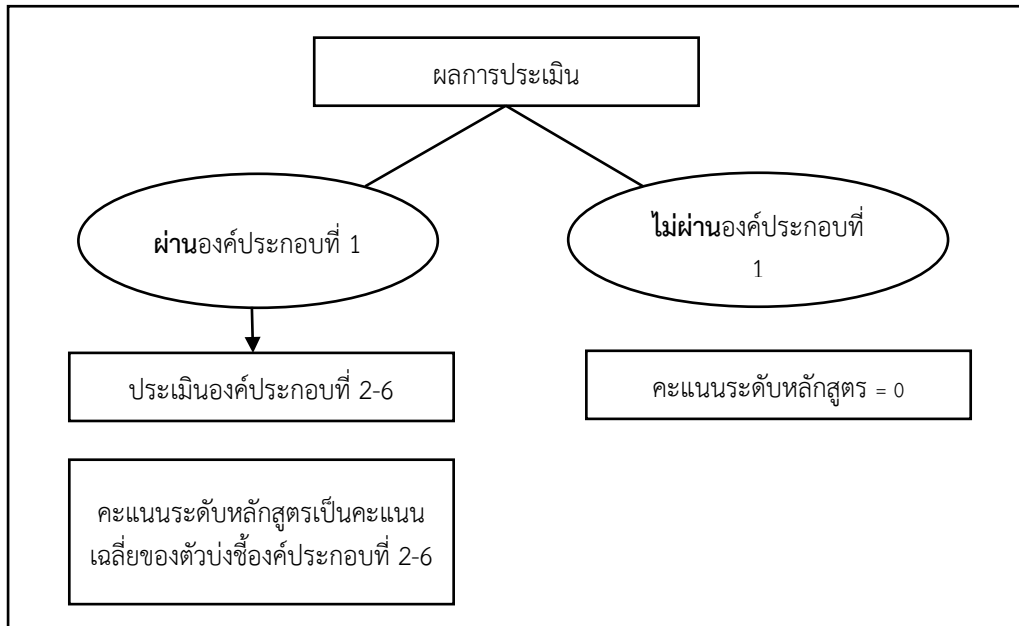 ผลการประเมิน
ผ่านองค์ประกอบที่ 1
ไม่ผ่านองค์ประกอบที่
1
ประเมินองค์ประกอบที่ 2-6
คะแนนระดับหลักสูตร = 0
คะแนนระดับหลักสูตรเป็นคะแนน
เฉลี่ยของตัวบ่งชี้องค์ประกอบที่ 2-6